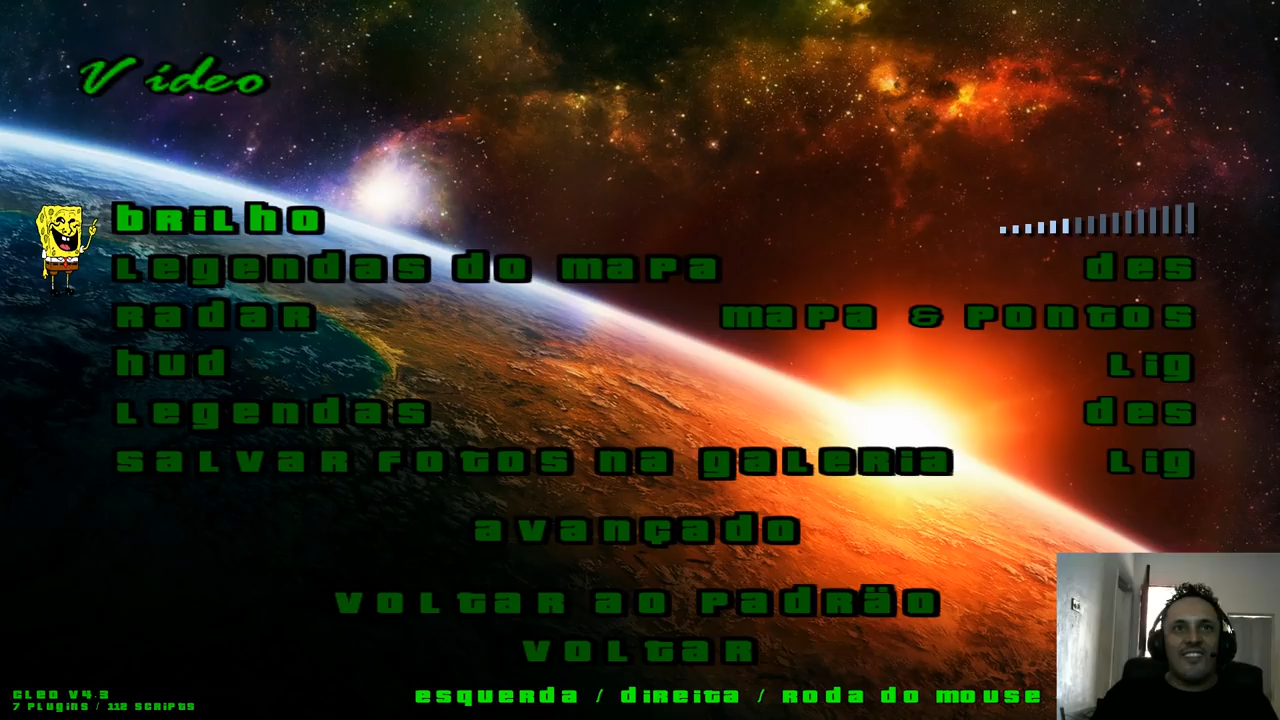 Vídeo
BRILHO
Legendas do mapa des
Radar mapa & pontos
hud Lig
Legendas des
salvar fotos na galeria Lig
avançado
voltar ao padrão
voltar
CLEO V4.3
7 Plugins / 112 Scripts
esquerda / direita / roda do mouse